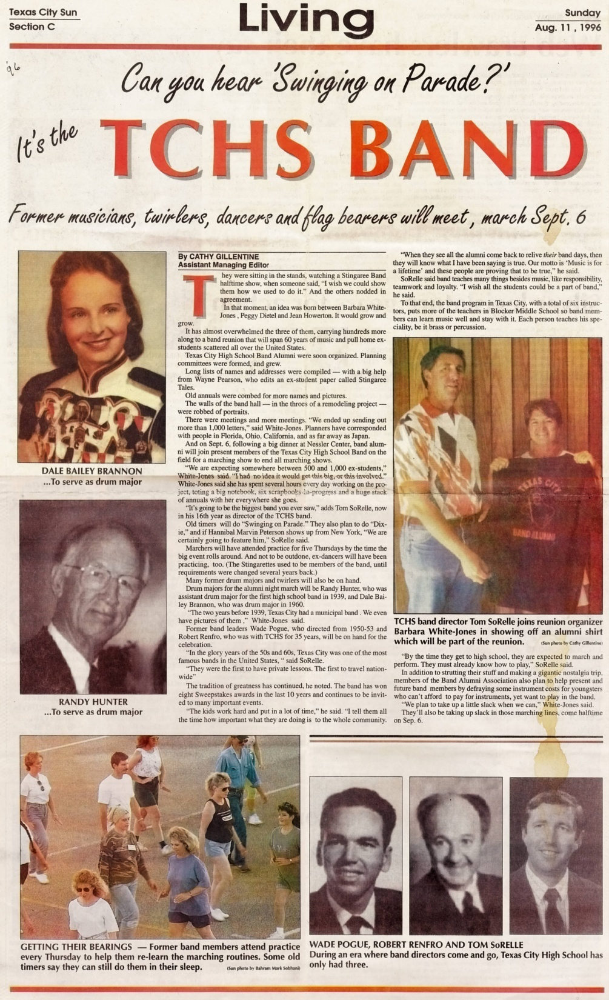 Texas City Sun
Section C
Living
Sunday
Aug. 11, 1996
'96
Can you hear 'Swinging on Parade?'
It's the
TCHS BAND
Former musicians, twirlers, dancers and flag bearers will meet, march Sept. 6
DALE BAILEY BRANNON
...To serve as drum major
RANDY HUNTER
...To serve as drum major
By CATHY GILLENTINE
Assistant Managing Editor
They were sitting in the stands, watching a Stingaree Band
halftime show, when someone said, “I wish we could show
them how we used to do it.” And the others nodded in
agreement.
In that moment, an idea was born between Barbara White-
Jones , Peggy Dietel and Jean Howerton. It would grow and
grow.
It has almost overwhelmed the three of them, carrying hundreds more
along to a band reunion that will span 60 years of music and pull home ex-
students scattered all over the United States.
Texas City High School Band Alumni were soon organized. Planning
committees were formed, and grew.
Long lists of names and addresses were compiled — with a big help
from Wayne Pearson, who edits an ex-student paper called Stingaree
Tales.
Old annuals were combed for more names and pictures.
The walls of the band hall — in the throes of a remodeling project —
were robbed of portraits.
There were meetings and more meetings. “We ended up sending out
more than 1,000 letters,” said White-Jones. Planners have corresponded
with people in Florida, Ohio, California, and as far away as Japan.
And on Sept. 6, following a big dinner at Nessler Center, band alum-
ni will join present members of the Texas City High School Band on the
field for a marching show to end all marching shows.
“We are expecting somewhere between 500 and 1,000 ex-students,”
White-Jones said. “I had no idea it would get this big, or this involved.”
White-Jones said she has spent several hours every day working on the pro-
ject, toting a big notebook, six scrapbooks-in-progress and a huge stack
of annuals with her everywhere she goes.
“It’s going to be the biggest band you ever saw,” adds Tom SoRelle, now
in his 16th year as director of the TCHS band.
Old timers will do “Swinging on Parade.” They also plan to do “Dix-
ie,” and if Hannibal Marvin Peterson shows up from New York, “We are
certainly going to feature him,” SoRelle said.
Marchers will have attended practice for five Thursdays by the time the
big event rolls around. And not to be outdone, ex-dancers will have been
practicing, too. (The Stingarettes used to be members of the band, until
requirements were changed several years back.)
Many former drum majors and twirlers will also be on hand.
Drum majors for the alumni night march will be Randy Hunter, who was
assistant drum major for the first high school band in 1939, and Dale Bai-
ley Brannon, who was drum major in 1960.
“The two years before 1939, Texas City had a municipal band . We even
have pictures of them ,” White-Jones said.
Former band leaders Wade Pogue, who directed from 1950-53 and
Robert Renfro, who was with TCHS for 35 years, will be on hand for the
celebration.
“In the glory years of the 50s and 60s, Texas City was one of the most
famous bands in the United States, “ said SoRelle.
“They were the first to have private lessons. The first to travel nation-
wide”
The tradition of greatness has continued, he noted. The band has won
eight Sweepstakes awards in the last 10 years and continues to be invit-
ed to many important events.
“The kids work hard and put in a lot of time,” he said. “I tell them all
the time how important what they are doing is to the whole community.
“When they see all the alumni come back to relive their band days, then
they will know what I have been saying is true. Our motto is ‘Music is for
a lifetime’ and these people are proving that to be true,” he said.
SoRelle said band teaches many things besides music, like responsibility,
teamwork and loyalty. “I wish all the students could be a part of band,”
he said.
To that end, the band program in Texas City, with a total of six instruc-
tors, puts more of the teachers in Blocker Middle School so band mem-
bers can learn music well and stay with it. Each person teaches his spe-
ciality, be it brass or percussion.
TEXAS CITY
BAND ALUMNI
TCHS band director Tom SoRelle joins reunion organizer
Barbara White-Jones in showing off an alumni shirt
which will be part of the reunion. (Sun photo by Cathy Gillentine)
“By the time they get to high school, they are expected to march and
perform. They must already know how to play,” SoRelle said.
In addition to strutting their stuff and making a gigantic nostalgia trip,
members of the Band Alumni Association also plan to help present and
future band members by defraying some instrument costs for youngsters
who can’t afford to pay for instruments, yet want to play in the band.
“We plan to take up a little slack when we can,” White-Jones said.
They’ll also be taking up slack in those marching lines, come halftime
on Sep. 6.
GETTING THEIR BEARINGS — Former band members attend practice
every Thursday to help them re-learn the marching routines. Some old
timers say they can still do them in their sleep. (Sun photo by Bahram Mark Sobhani)
WADE POGUE, ROBERT RENFRO AND TOM SoRELLE
During an era where band directors come and go, Texas City High School has
only had three.